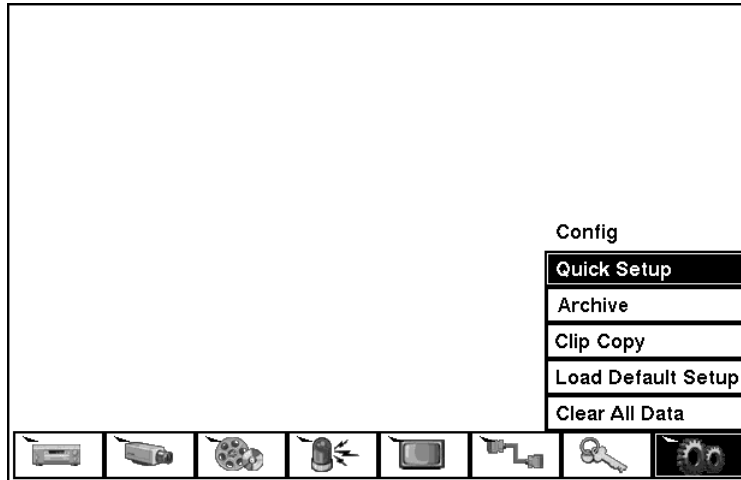 Config
Quick Setup
Archive
Clip Copy
Load Default Setup
Clear All Data